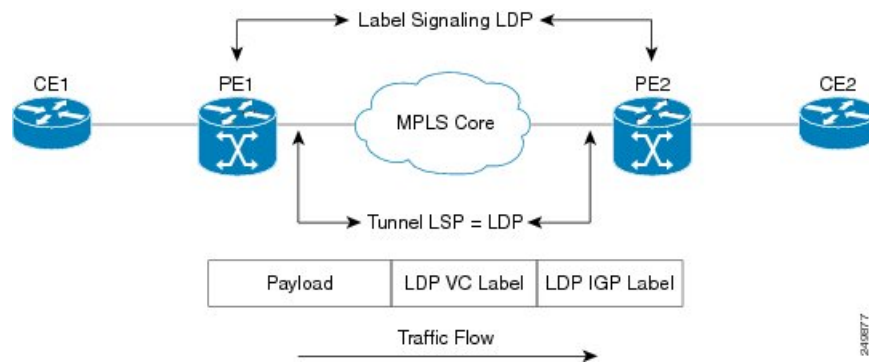 Label Signaling LDP
CE1
PE1
PE2
CE2
MPLS Core
Tunnel LSP = LDP
Payload
LDP VC Label
LDP IGP Label
Traffic Flow
249877